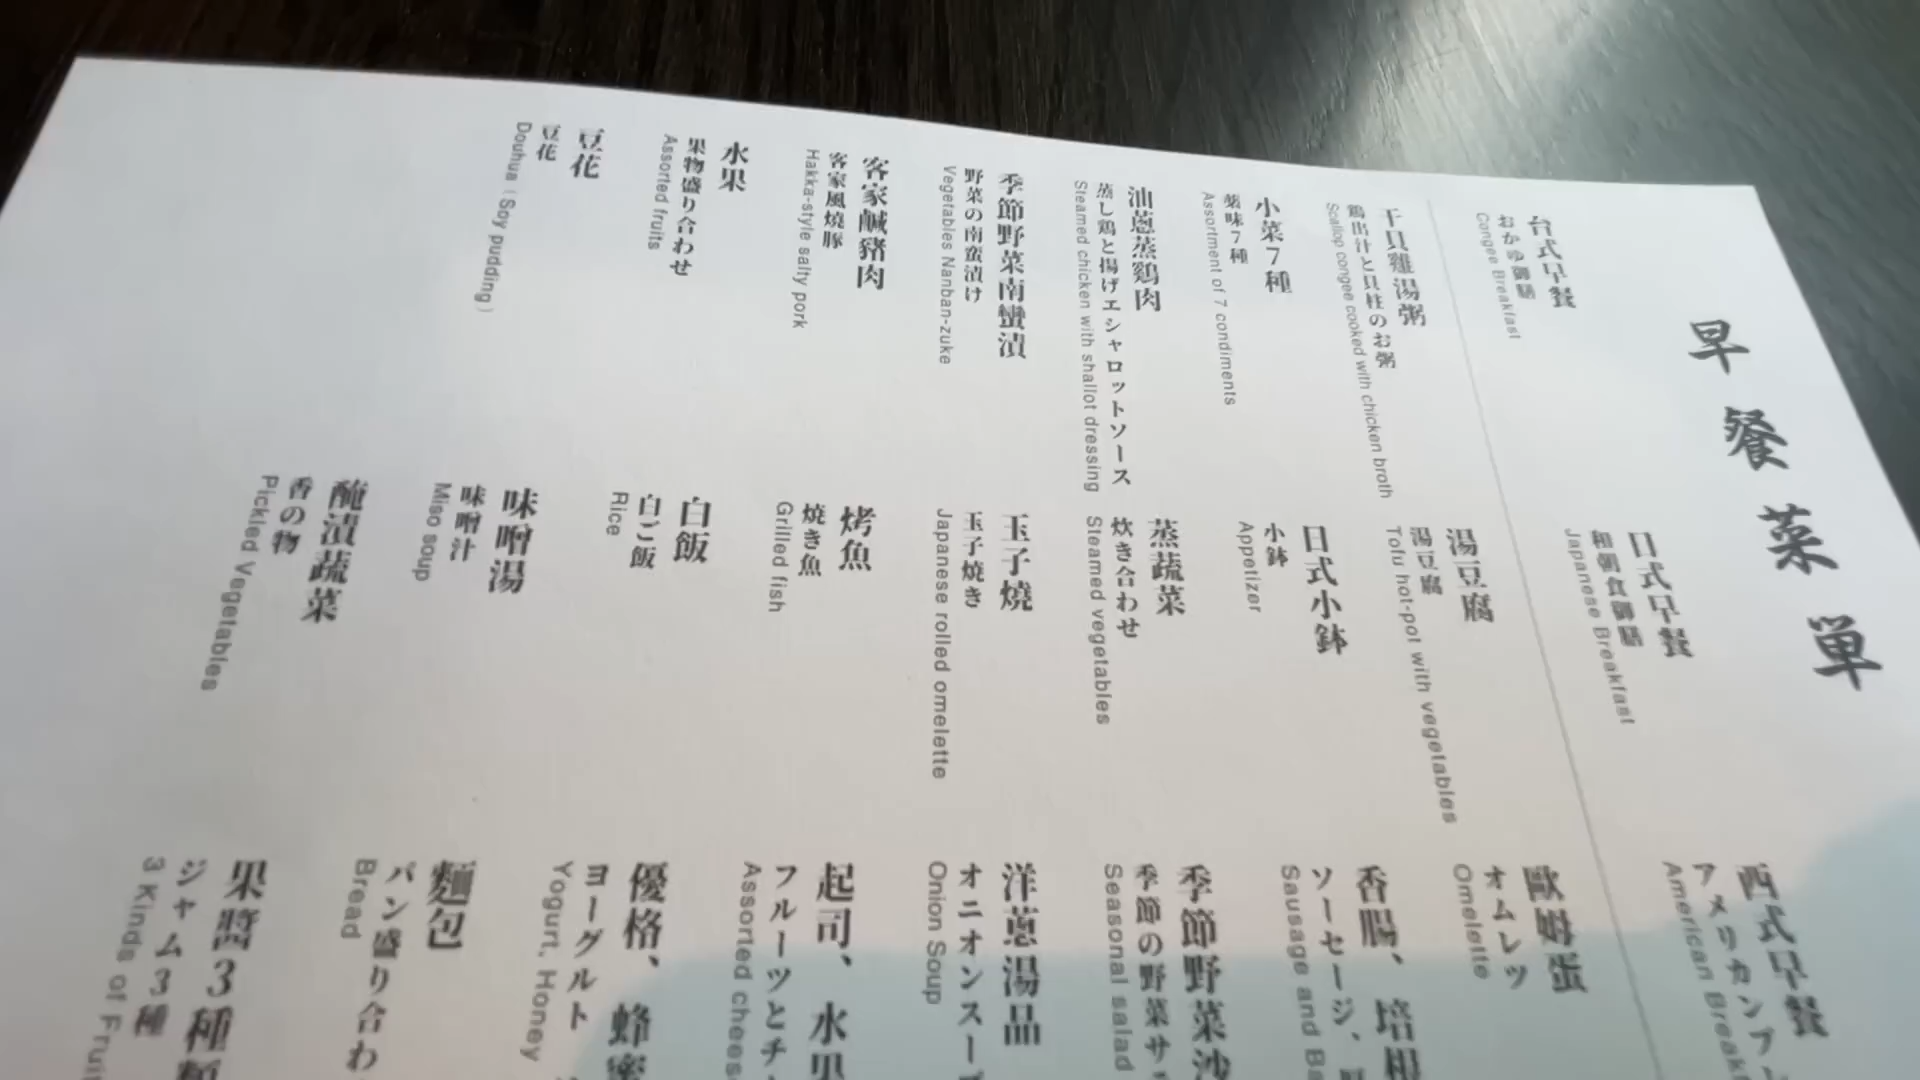 早餐菜単
台式早餐
おかゆ御膳
Congee Breakfast
干貝雞湯粥
鶏出汁と貝柱のお粥
Scallop congee cooked with chicken broth
小菜7種
薬味7種
Assortment of 7 condiments
油蔥蒸鷄肉
蒸し鶏と揚げエシャロットソース
Steamed chicken with shallot dressing
季節野菜南蠻漬
野菜の南蛮漬け
Vegetables Nanban-zuke
客家鹹豬肉
客家風燒豚
Hakka-style salty pork
水果
果物盛り合わせ
Assorted fruits
豆花
豆花
Douhua (Soy pudding)
日式早餐
和朝食御膳
Japanese Breakfast
湯豆腐
湯豆腐
Tofu hot-pot with vegetables
日式小鉢
小鉢
Appetizer
蒸蔬菜
炊き合わせ
Steamed vegetables
玉子燒
玉子焼き
Japanese rolled omelette
烤魚
焼き魚
Grilled fish
白飯
白ご飯
Rice
味噌湯
味噌汁
Miso soup
醃漬蔬菜
香の物
Pickled Vegetables
西式早餐
アメリカンブレ
American Breakf
歐姆蛋
オムレツ
Omelette
香腸、培根
ソーセージ、
Sausage and Ba
季節野菜沙
季節の野菜サ
Seasonal salad
洋蔥湯品
オニオンスープ
Onion Soup
起司、水果
フルーツとチ
Assorted chees
優格、蜂蜜
ヨーグルト
Yogurt, Honey
麵包
パン盛り合わ
Bread
果醬3種類
ジャム3種
3 Kinds of Fruit